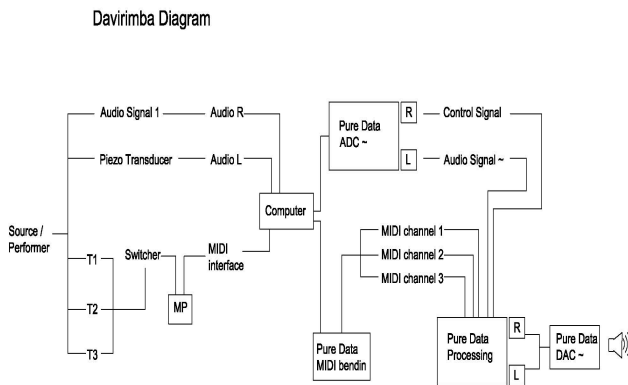 Davirimba Diagram
Audio Signal 1
Audio R
Pure Data
ADC ~
R
Control Signal
Piezo Transducer
Audio L
L
Audio Signal ~
Computer
Source /
Performer
MIDI channel 1
T1
Switcher
MIDI
interface
MIDI channel 2
MIDI channel 3
T2
MP
T3
Pure Data
MIDI bendin
Pure Data
Processing
R
L
Pure Data
DAC ~